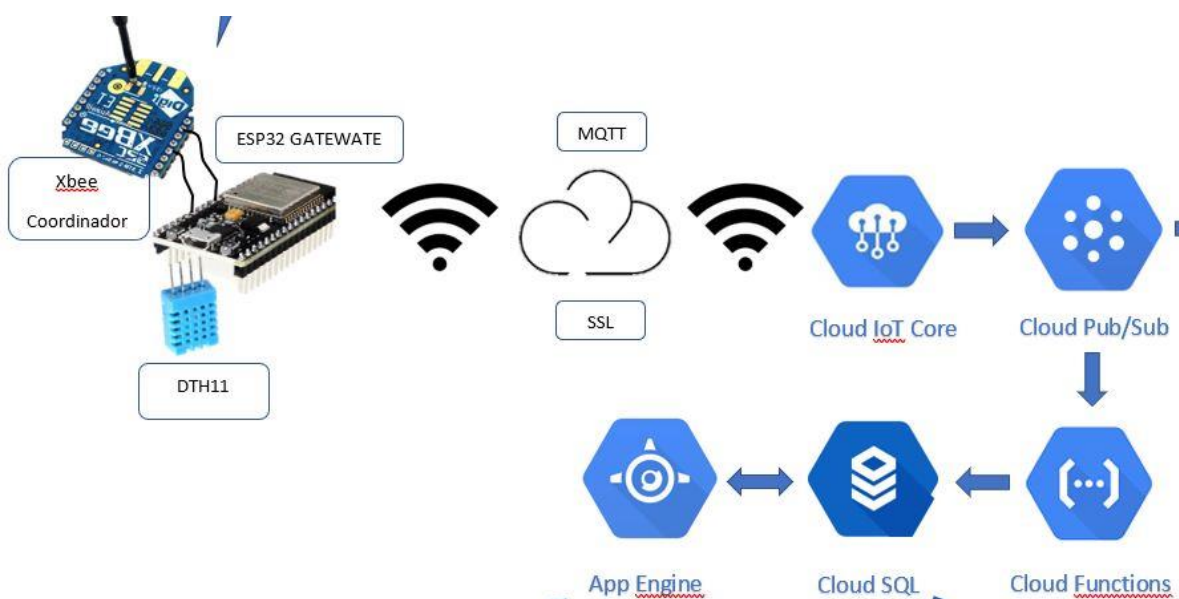 ESP32 GATEWATE
MQTT
Xbee
Coordinador
SSL
DTH11
Cloud IoT Core
Cloud Pub/Sub
App Engine
Cloud SQL
Cloud Functions